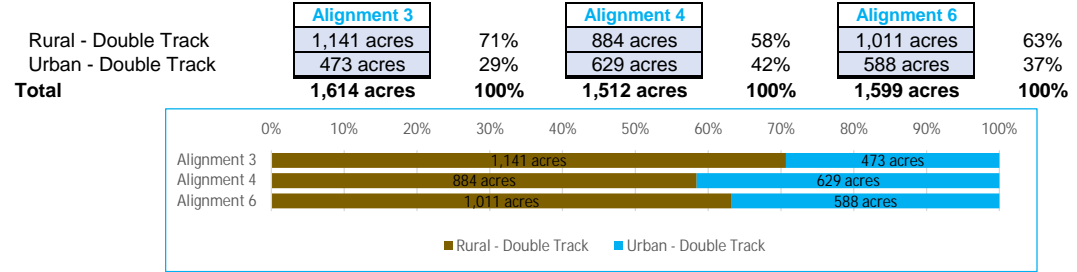 Alignment 3 Alignment 4 Alignment 6
Rural - Double Track 1,141 acres 71% 884 acres 58% 1,011 acres 63%
Urban - Double Track 473 acres 29% 629 acres 42% 588 acres 37%
Total 1,614 acres 100% 1,512 acres 100% 1,599 acres 100%
0% 10% 20% 30% 40% 50% 60% 70% 80% 90% 100%
Alignment 3 1,141 acres 473 acres
Alignment 4 884 acres 629 acres
Alignment 6 1,011 acres 588 acres
Rural - Double Track Urban - Double Track